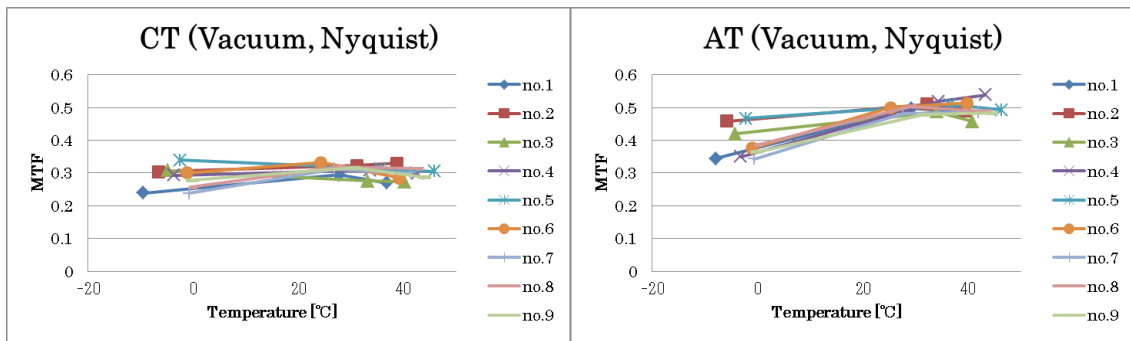 CT (Vacuum, Nyquist)
0.6
0.5
0.4
0.3
0.2
0.1
0
MTF
-20
0
20
40
Temperature [℃]
no.1
no.2
no.3
no.4
no.5
no.6
no.7
no.8
no.9
AT (Vacuum, Nyquist)
0.6
0.5
0.4
0.3
0.2
0.1
0
MTF
-20
0
20
40
Temperature [℃]
no.1
no.2
no.3
no.4
no.5
no.6
no.7
no.8
no.9